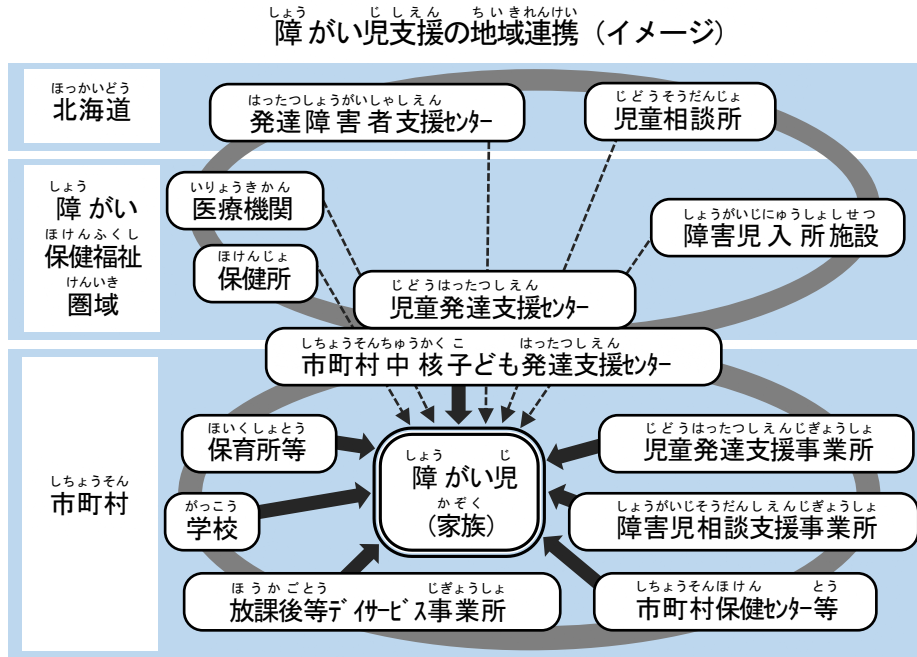 しょう じしえん ちいきれんけい
障がい児支援の地域連携（イメージ）
ほっかいどう
北海道
はったつしょうがいしゃしえん
発達障害者支援ｾﾝﾀｰ
じどうそうだんじょ
児童相談所
しょう
障がい
ほけんふくし
保健福祉
けんいき
圏域
いりょうきかん
医療機関
ほけんじょ
保健所
しょうがいじにゅうしょしせつ
障害児入所施設
じどうはったつしえん
児童発達支援ｾﾝﾀｰ
しちょうそんちゅうかくこ はったつしえん
市町村中核子ども発達支援ｾﾝﾀｰ
しちょうそん
市町村
ほいくしょとう
保育所等
がっこう
学校
ほうかごとう じぎょうしょ
放課後等ﾃﾞｲｻｰﾋﾞｽ事業所
しょう じ
障がい児
かぞく
(家族)
じどうはったつしえんじぎょうしょ
児童発達支援事業所
しょうがいじそうだんしえんじぎょうしょ
障害児相談支援事業所
しちょうそんほけん とう
市町村保健ｾﾝﾀｰ等